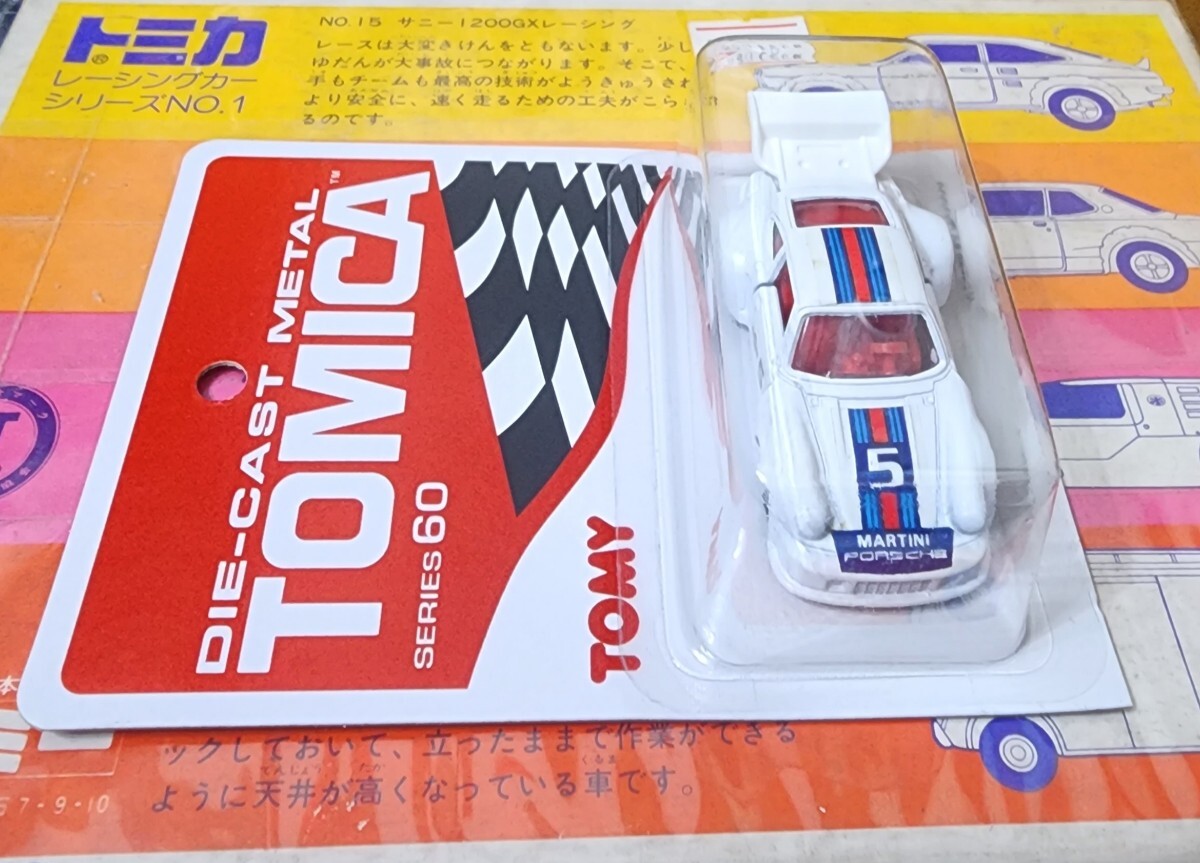 トミカ
®
レーシングカー
シリーズNO.1
NO.15 サニー1200GXレーシング
レースは大変きけんをともないます。少し
ゆだんが大事故につながります。そこで、
手もチームも最高の技術がようきゅうされ
より安全に、速く走るための工夫がこら
るのです。
DIE-CAST METAL
TOMICA™
SERIES 60
TOMY
5
MARTINI
PORSCHE
本
ックしておいて、立ったままで作業ができる
ように天井が高くなっている車です。
67-9-10